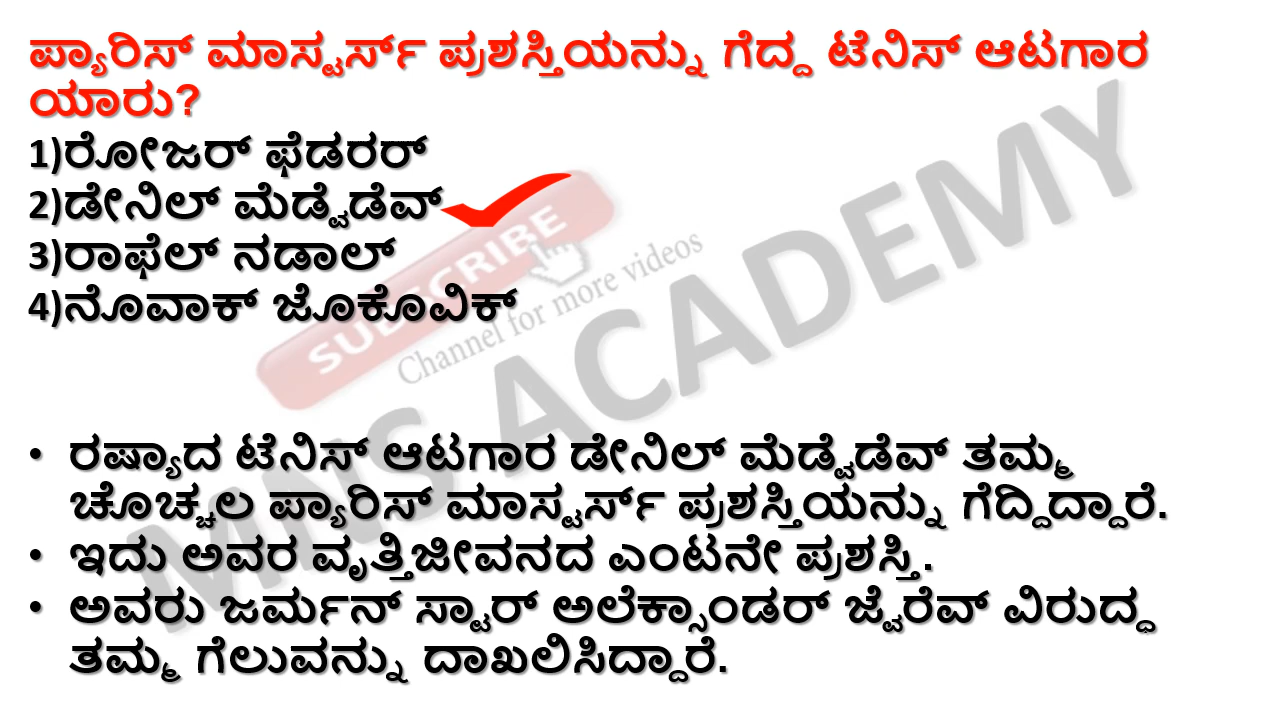 ಪ್ಯಾರಿಸ್ ಮಾಸ್ಟರ್ಸ್ ಪ್ರಶಸ್ತಿಯನ್ನು ಗೆದ್ದ ಟೆನಿಸ್ ಆಟಗಾರ
ಯಾರು?
1)ರೋಜರ್ ಫೆಡರರ್
2)ಡೇನಿಲ್ ಮೆಡ್ವೆಡೆವ್
3)ರಾಫೆಲ್ ನಡಾಲ್
4)ನೊವಾಕ್ ಜೊಕೊವಿಕ್
SUBSCRIBE
Channel for more videos
MNS ACADEMY
• ರಷ್ಯಾದ ಟೆನಿಸ್ ಆಟಗಾರ ಡೇನಿಲ್ ಮೆಡ್ವೆಡೆವ್ ತಮ್ಮ
ಚೊಚ್ಚಲ ಪ್ಯಾರಿಸ್ ಮಾಸ್ಟರ್ಸ್ ಪ್ರಶಸ್ತಿಯನ್ನು ಗೆದ್ದಿದ್ದಾರೆ.
• ಇದು ಅವರ ವೃತ್ತಿಜೀವನದ ಎಂಟನೇ ಪ್ರಶಸ್ತಿ.
• ಅವರು ಜರ್ಮನ್ ಸ್ಟಾರ್ ಅಲೆಕ್ಸಾಂಡರ್ ಜ್ವೆರೆವ್ ವಿರುದ್ಧ
ತಮ್ಮ ಗೆಲುವನ್ನು ದಾಖಲಿಸಿದ್ದಾರೆ.